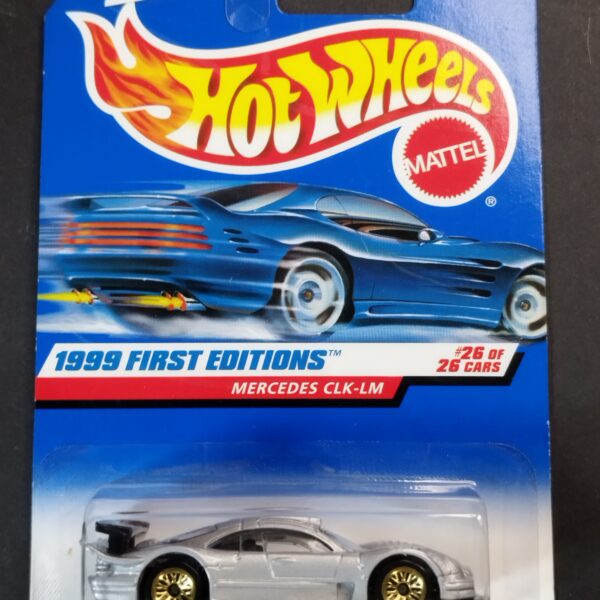 HOT WHEELS
MATTEL
®
1999 FIRST EDITIONS™
#26 OF
26 CARS
MERCEDES CLK-LM